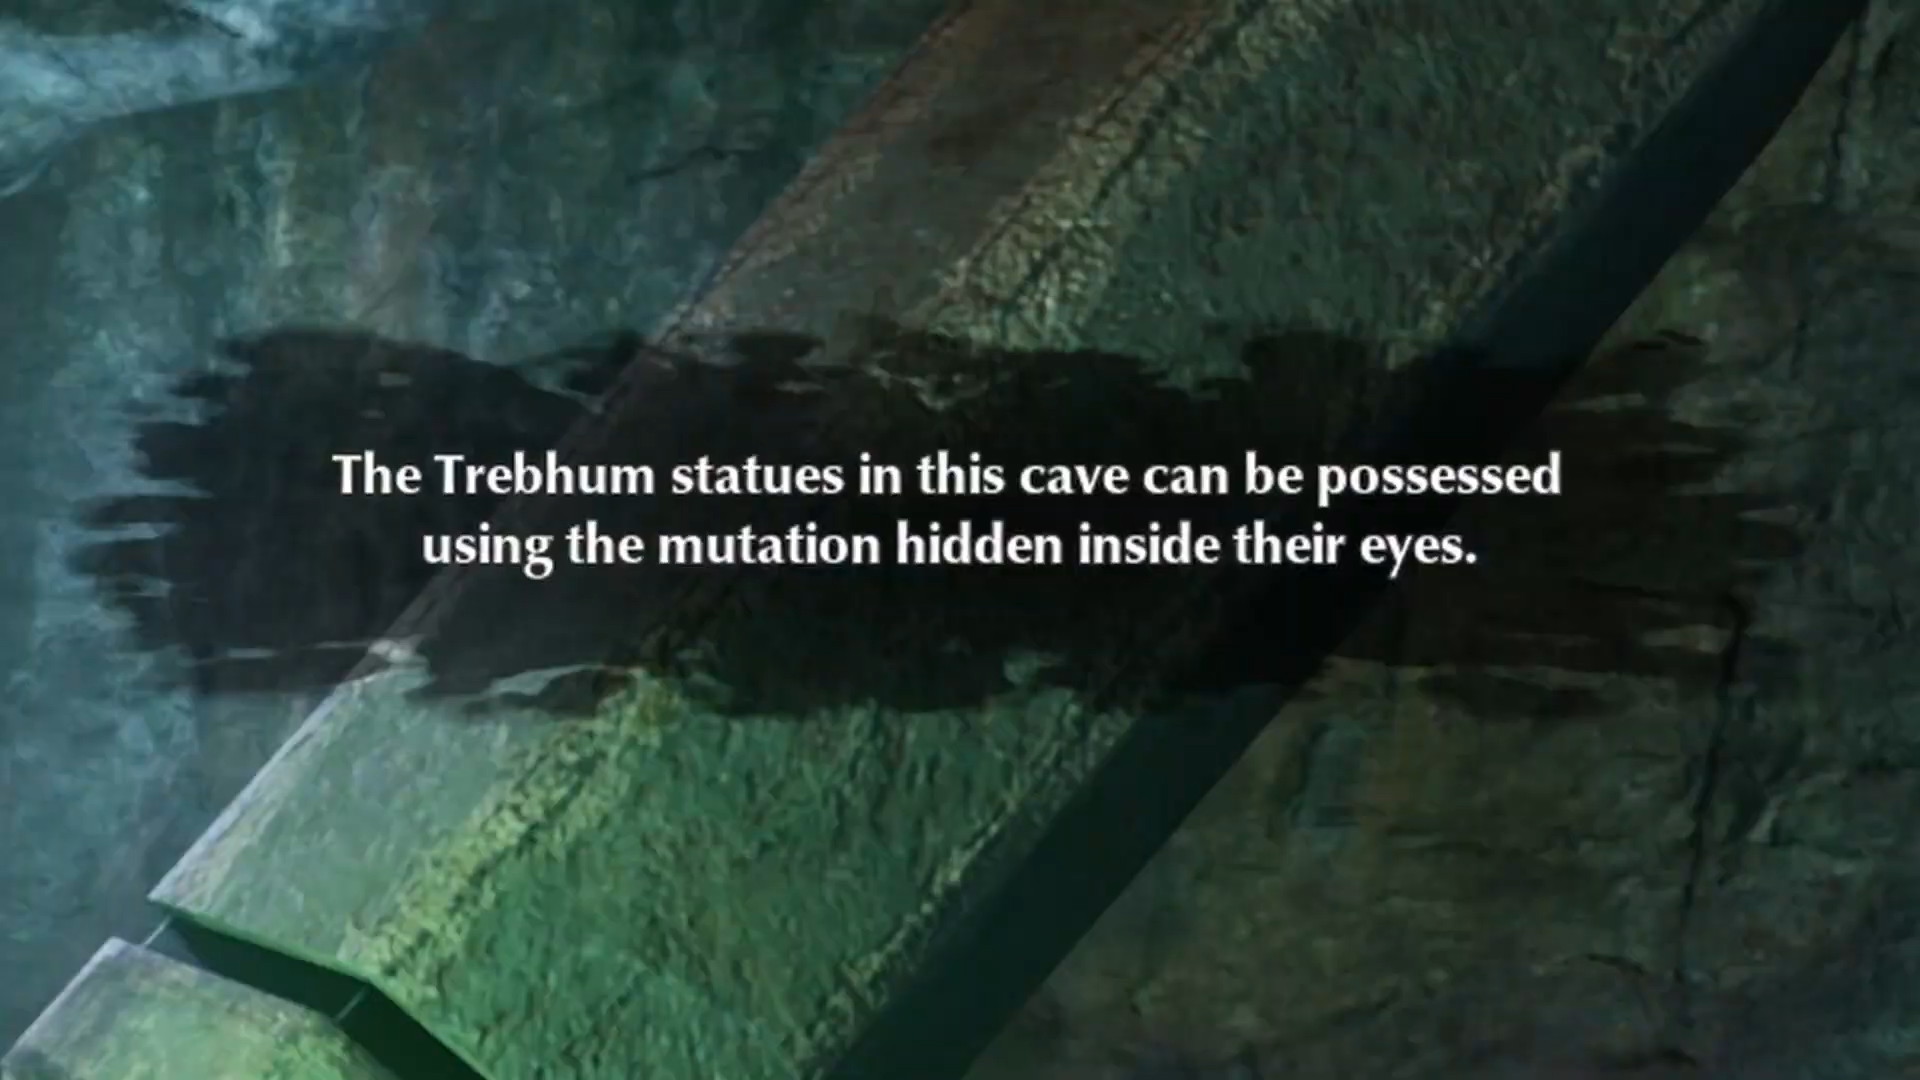 The Trebhum statues in this cave can be possessed
using the mutation hidden inside their eyes.